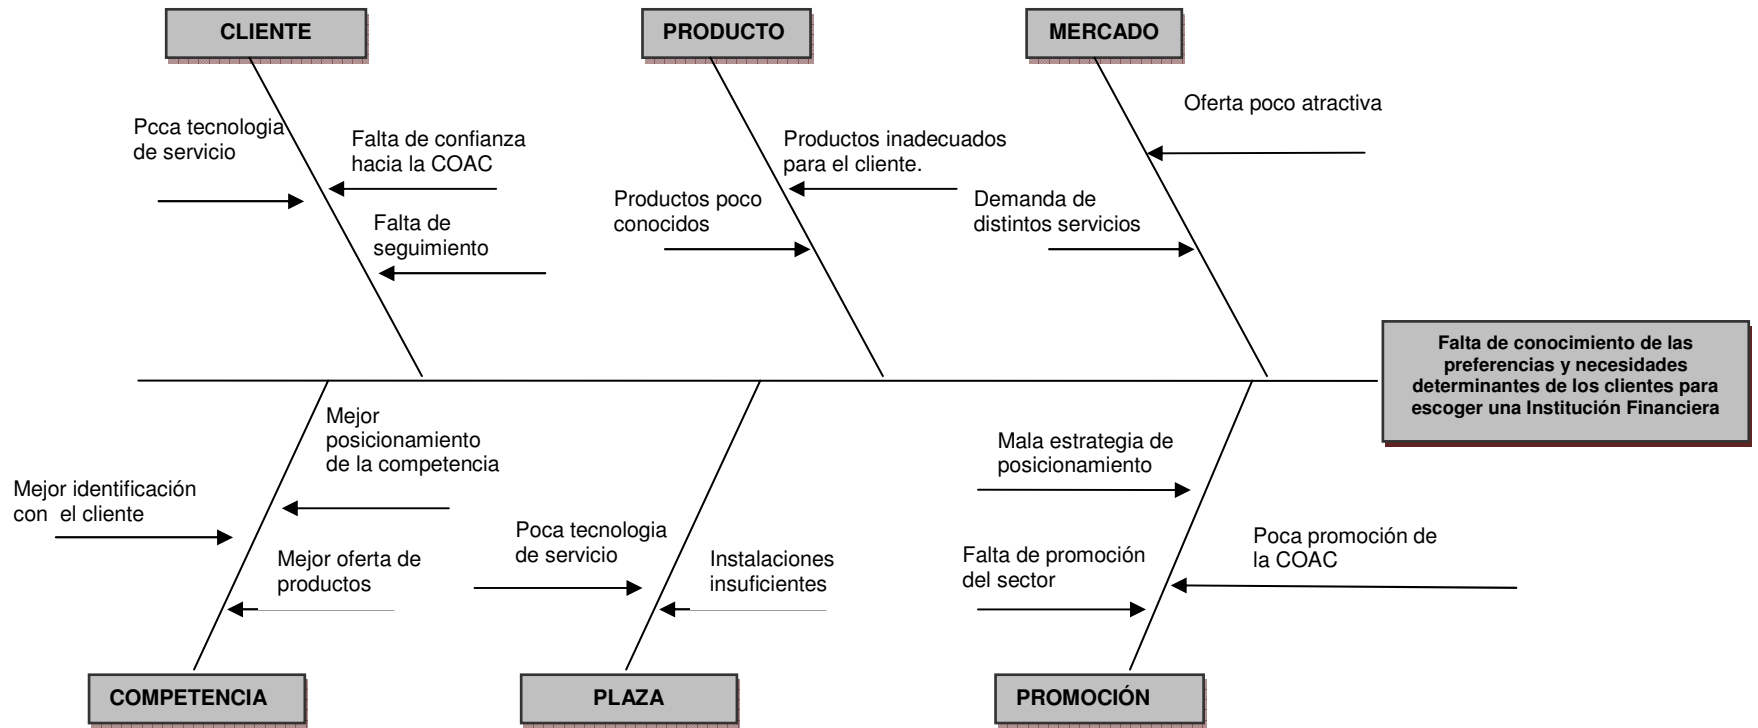 CLIENTE
PRODUCTO
MERCADO
Pcca tecnologia
de servicio
Falta de confianza
hacia la COAC
Falta de
seguimiento
Productos inadecuados
para el cliente.
Productos poco
conocidos
Oferta poco atractiva
Demanda de
distintos servicios
Falta de conocimiento de las
preferencias y necesidades
determinantes de los clientes para
escoger una Institución Financiera
Mejor
posicionamiento
de la competencia
Mejor identificación
con el cliente
Mejor oferta de
productos
Poca tecnologia
de servicio
Instalaciones
insuficientes
Mala estrategia de
posicionamiento
Falta de promoción
del sector
Poca promoción de
la COAC
COMPETENCIA
PLAZA
PROMOCIÓN